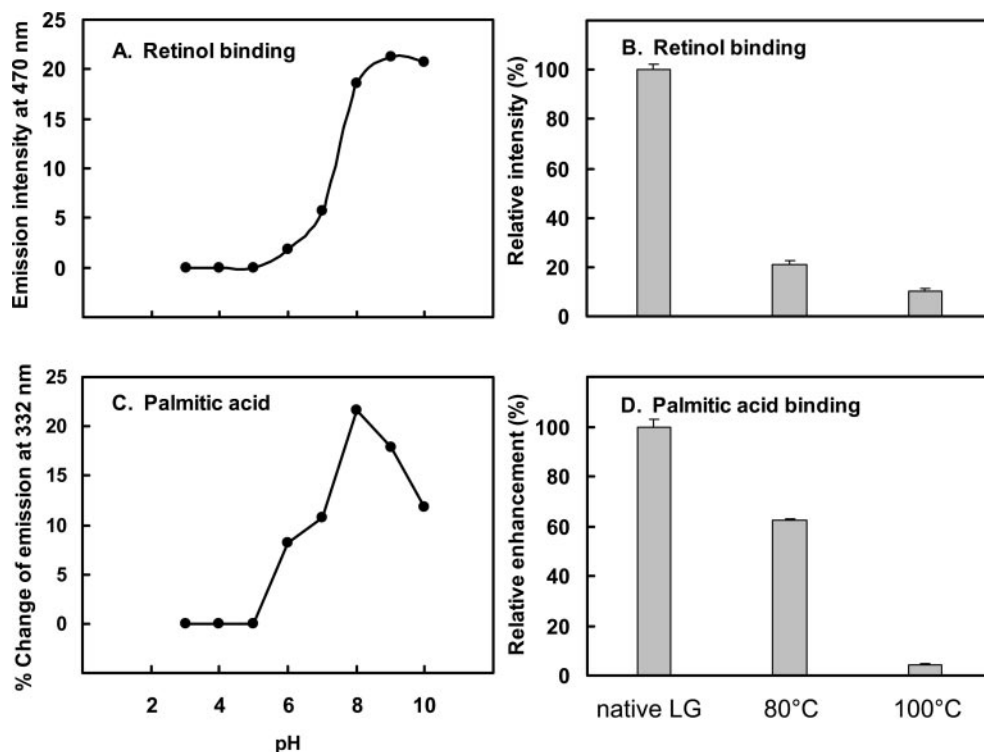 A. Retinol binding
Emission intensity at 470 nm
25
20
15
10
5
0
B. Retinol binding
Relative intensity (%)
100
80
60
40
20
0
C. Palmitic acid
% Change of emission at 332 nm
25
20
15
10
5
0
2 4 6 8 10
pH
D. Palmitic acid binding
Relative enhancement (%)
100
80
60
40
20
0
native LG 80°C 100°C